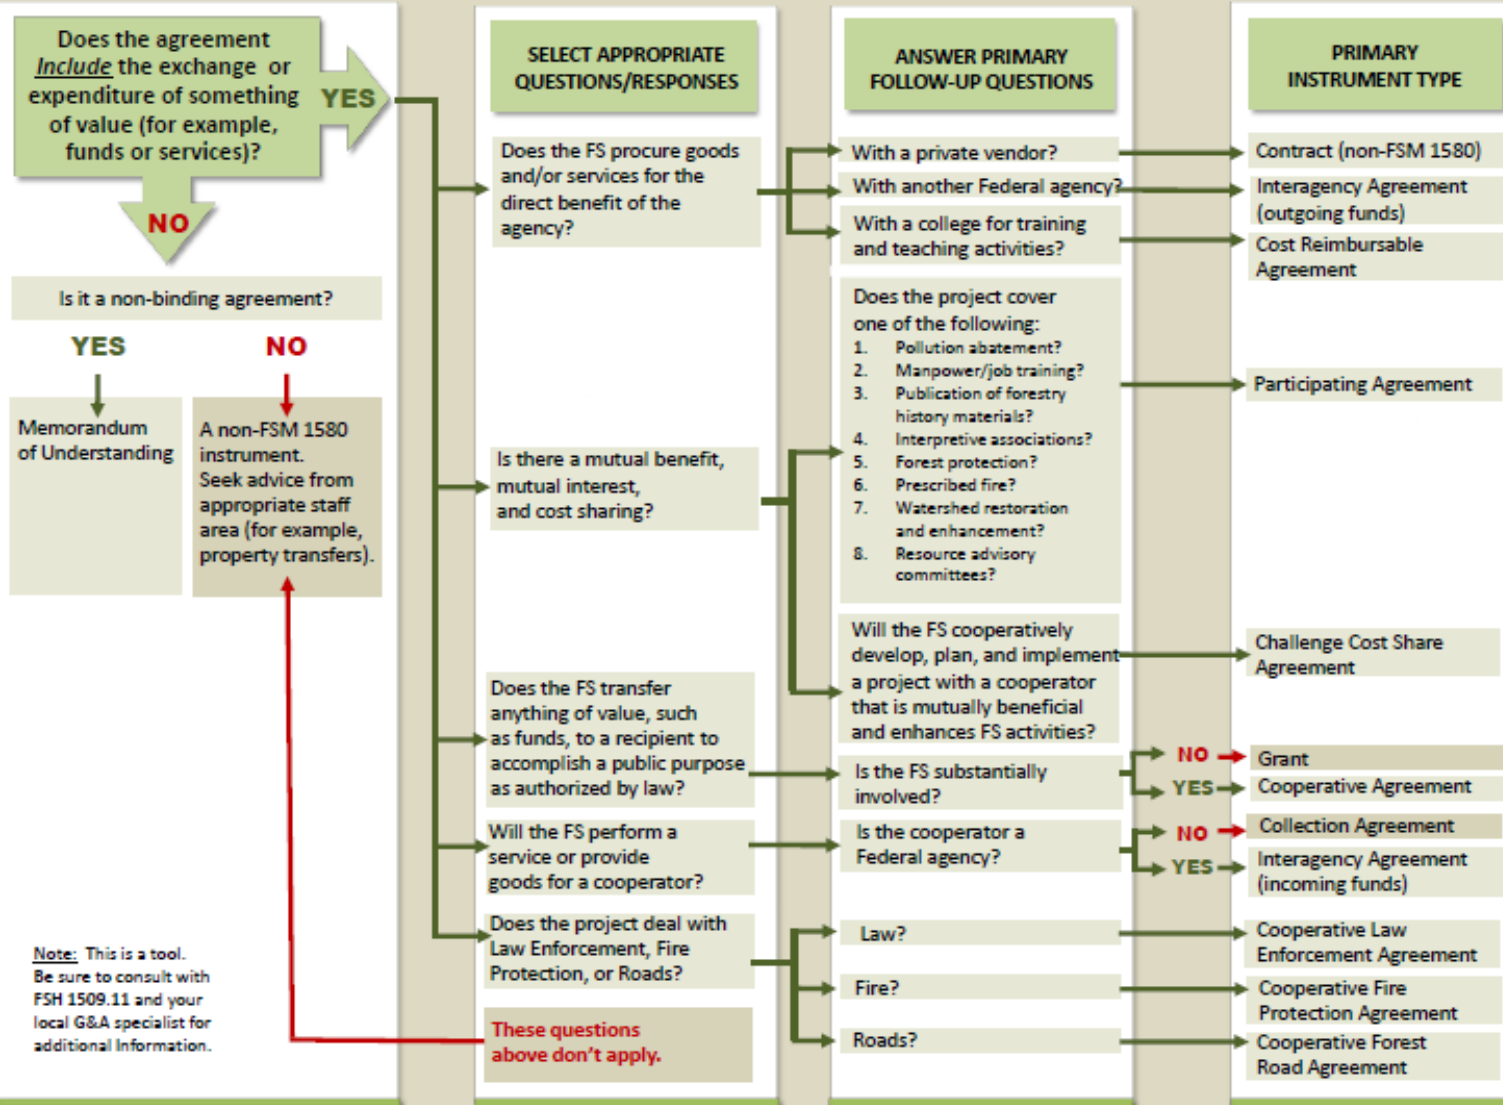 Does the agreement
Include the exchange or
expenditure of something
of value (for example,
funds or services)?
YES
NO
Is it a non-binding agreement?
YES
NO
Memorandum
of Understanding
A non-FSM 1580
instrument.
Seek advice from
appropriate staff
area (for example,
property transfers).
Note: This is a tool.
Be sure to consult with
FSH 1509.11 and your
local G&A specialist for
additional Information.
SELECT APPROPRIATE
QUESTIONS/RESPONSES
Does the FS procure goods
and/or services for the
direct benefit of the
agency?
Is there a mutual benefit,
mutual interest,
and cost sharing?
Does the FS transfer
anything of value, such
as funds, to a recipient to
accomplish a public purpose
as authorized by law?
Will the FS perform a
service or provide
goods for a cooperator?
Does the project deal with
Law Enforcement, Fire
Protection, or Roads?
These questions
above don't apply.
ANSWER PRIMARY
FOLLOW-UP QUESTIONS
With a private vendor?
With another Federal agency?
With a college for training
and teaching activities?
Does the project cover
one of the following:
1. Pollution abatement?
2. Manpower/job training?
3. Publication of forestry
history materials?
4. Interpretive associations?
5. Forest protection?
6. Prescribed fire?
7. Watershed restoration
and enhancement?
8. Resource advisory
committees?
Will the FS cooperatively
develop, plan, and implement
a project with a cooperator
that is mutually beneficial
and enhances FS activities?
Is the FS substantially
involved?
NO
YES
Is the cooperator a
Federal agency?
NO
YES
Law?
Fire?
Roads?
PRIMARY
INSTRUMENT TYPE
Contract (non-FSM 1580)
Interagency Agreement
(outgoing funds)
Cost Reimbursable
Agreement
Participating Agreement
Challenge Cost Share
Agreement
Grant
Cooperative Agreement
Collection Agreement
Interagency Agreement
(incoming funds)
Cooperative Law
Enforcement Agreement
Cooperative Fire
Protection Agreement
Cooperative Forest
Road Agreement